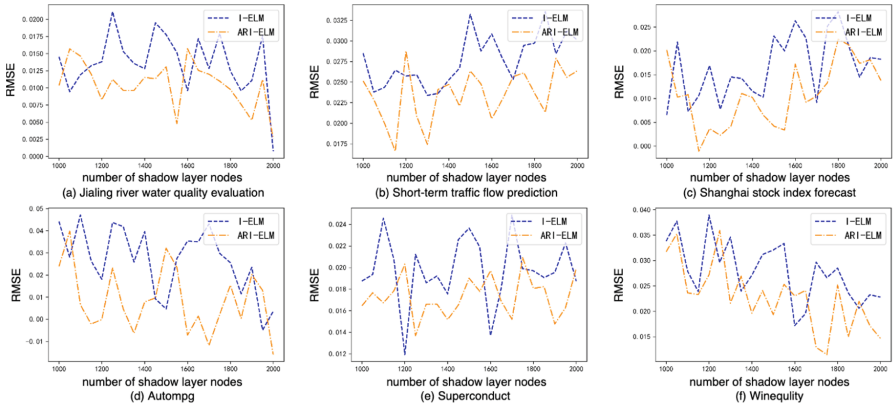 I-ELM
ARI-ELM
RMSE
0.0200
0.0175
0.0150
0.0125
0.0100
0.0075
0.0050
0.0025
0.0000
1000 1200 1400 1600 1800 2000
number of shadow layer nodes
(a) Jialing river water quality evaluation
I-ELM
ARI-ELM
RMSE
0.0325
0.0300
0.0275
0.0250
0.0225
0.0200
0.0175
1000 1200 1400 1600 1800 2000
number of shadow layer nodes
(b) Short-term traffic flow prediction
I-ELM
ARI-ELM
RMSE
0.025
0.020
0.015
0.010
0.005
0.000
1000 1200 1400 1600 1800 2000
number of shadow layer nodes
(c) Shanghai stock index forecast
I-ELM
ARI-ELM
RMSE
0.05
0.04
0.03
0.02
0.01
0.00
−0.01
1000 1200 1400 1600 1800 2000
number of shadow layer nodes
(d) Autompg
I-ELM
ARI-ELM
RMSE
0.024
0.022
0.020
0.018
0.016
0.014
0.012
1000 1200 1400 1600 1800 2000
number of shadow layer nodes
(e) Superconduct
I-ELM
ARI-ELM
RMSE
0.040
0.035
0.030
0.025
0.020
0.015
1000 1200 1400 1600 1800 2000
number of shadow layer nodes
(f) Winequlity